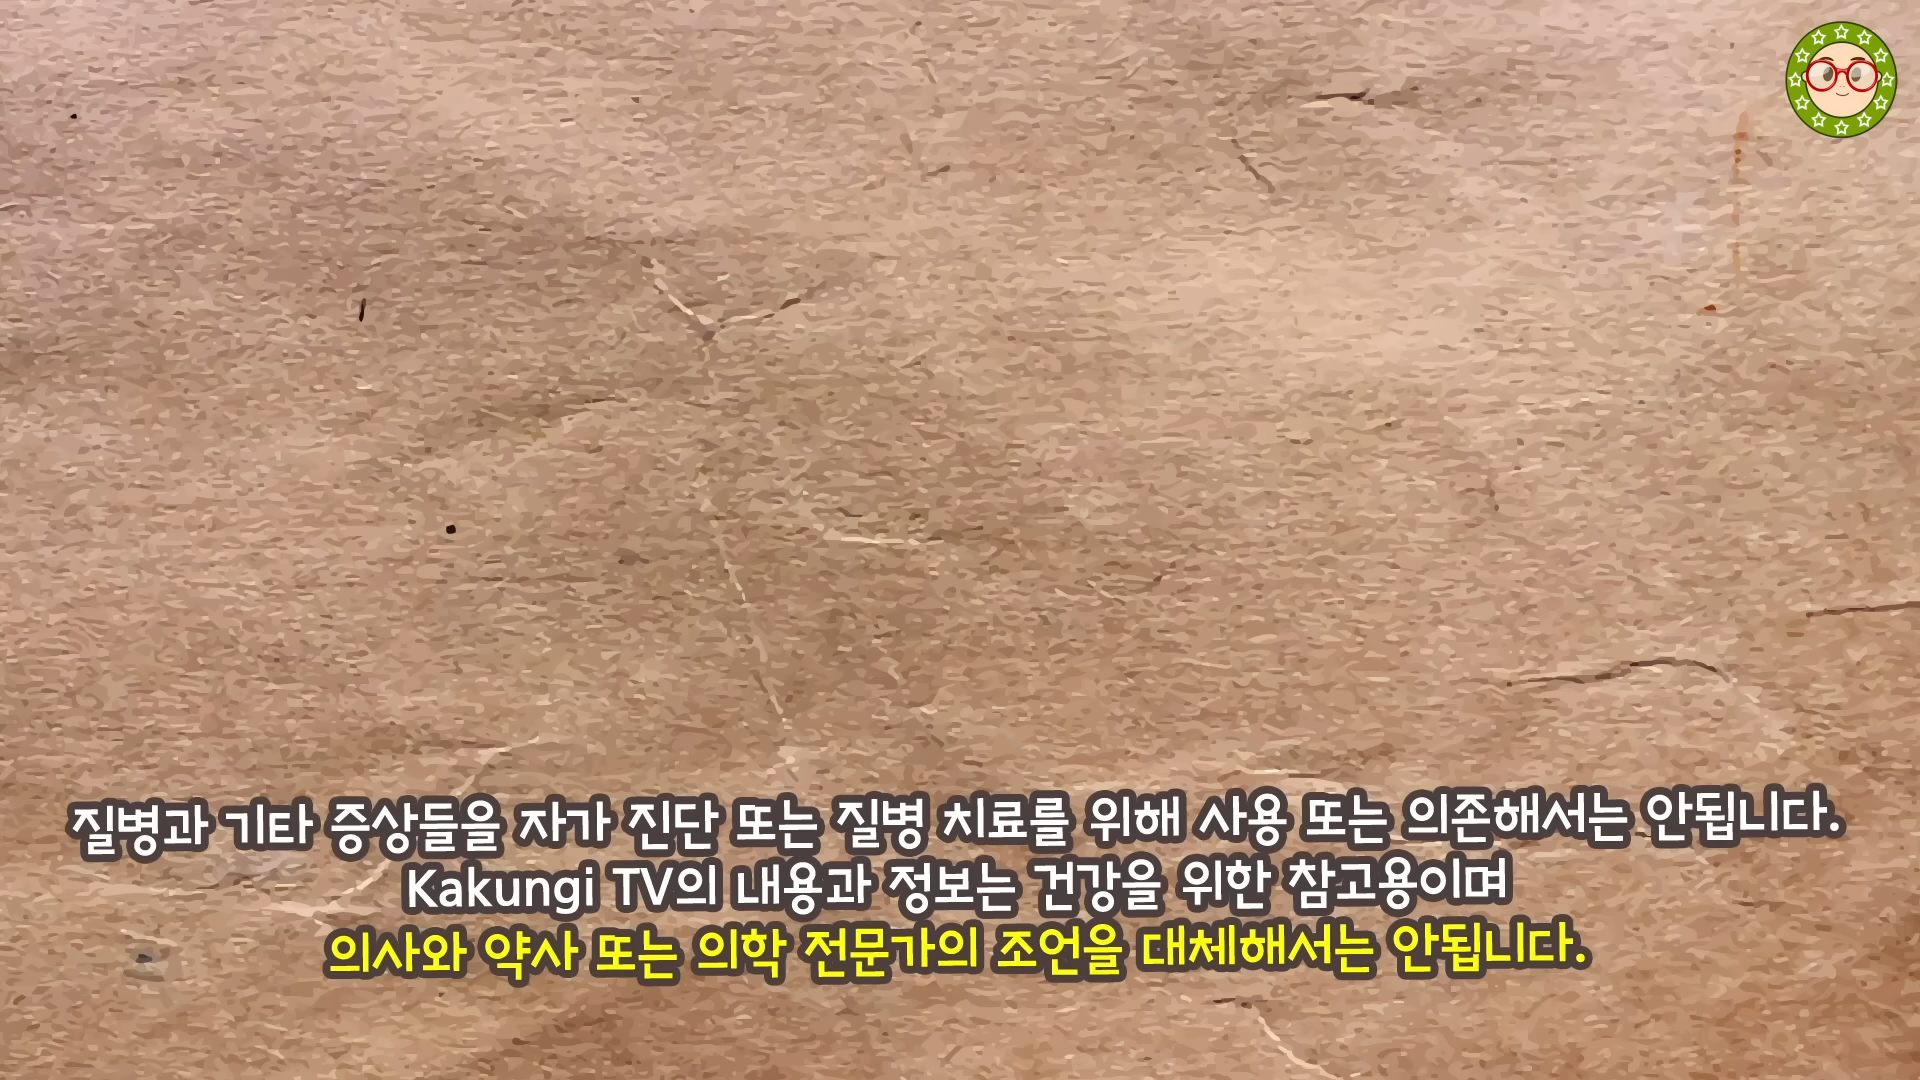 질병과 기타 증상들을 자가 진단 또는 질병 치료를 위해 사용 또는 의존해서는 안됩니다.
Kakungi TV의 내용과 정보는 건강을 위한 참고용이며
의사와 약사 또는 의학 전문가의 조언을 대체해서는 안됩니다.